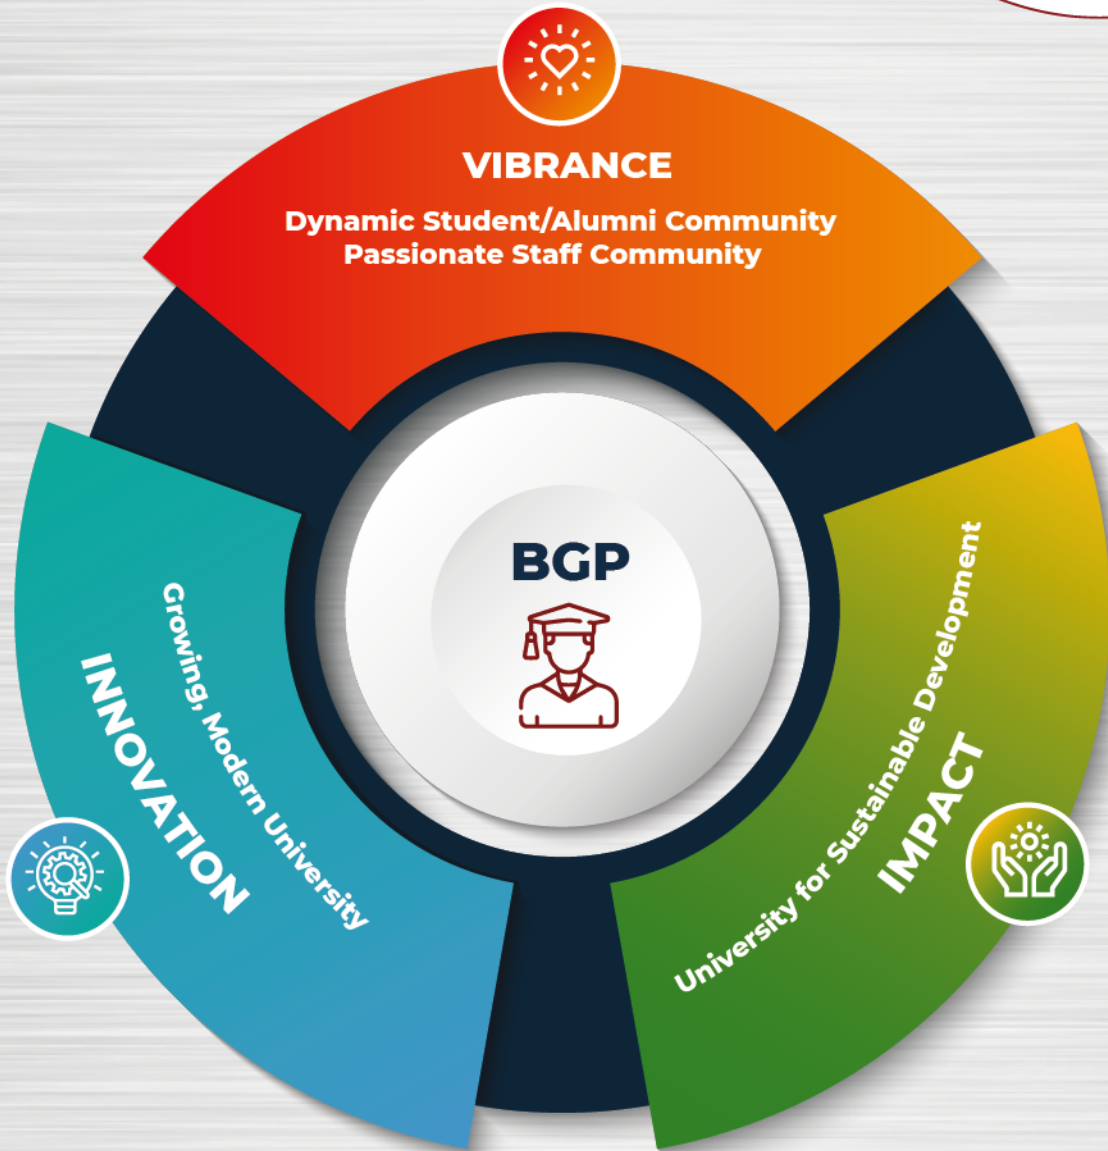 VIBRANCE
Dynamic Student/Alumni Community
Passionate Staff Community
BGP
Growing, Modern University
INNOVATION
University for Sustainable Development
IMPACT